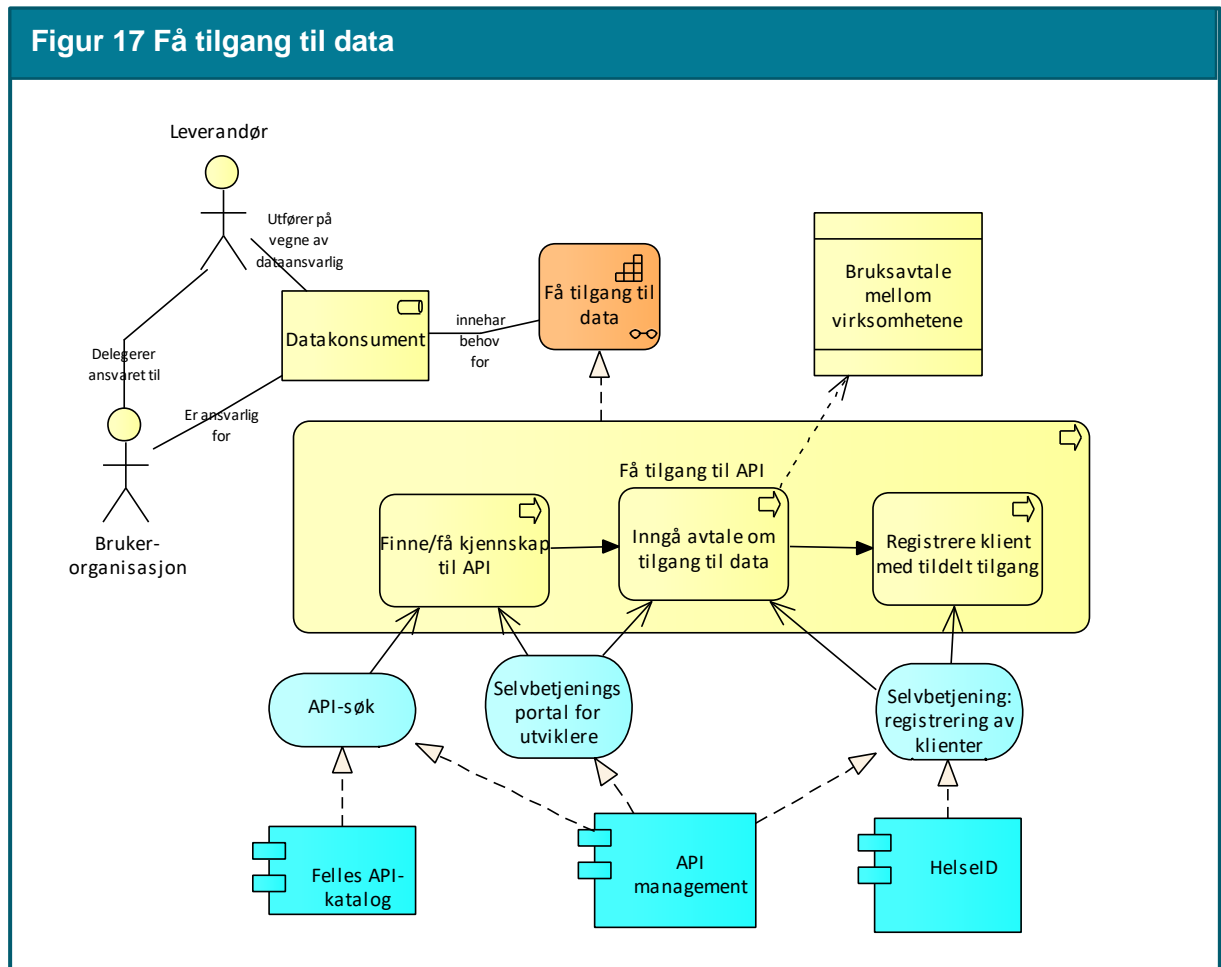 Figur 17 Få tilgang til data
Leverandør
Utfører på
vegne av
dataansvarlig
Delegerer
ansvaret til
Er ansvarlig
for
Bruker-
organisasjon
Datakonsument
innehar
behov
for
Få tilgang til
data
Bruksavtale
mellom
virksomhetene
Få tilgang til API
Finne/få kjennskap
til API
Inngå avtale om
tilgang til data
Registrere klient
med tildelt tilgang
API-søk
Selvbetjenings
portal for
utviklere
Selvbetjening:
registrering av
klienter
Felles API-
katalog
API
management
HelseID